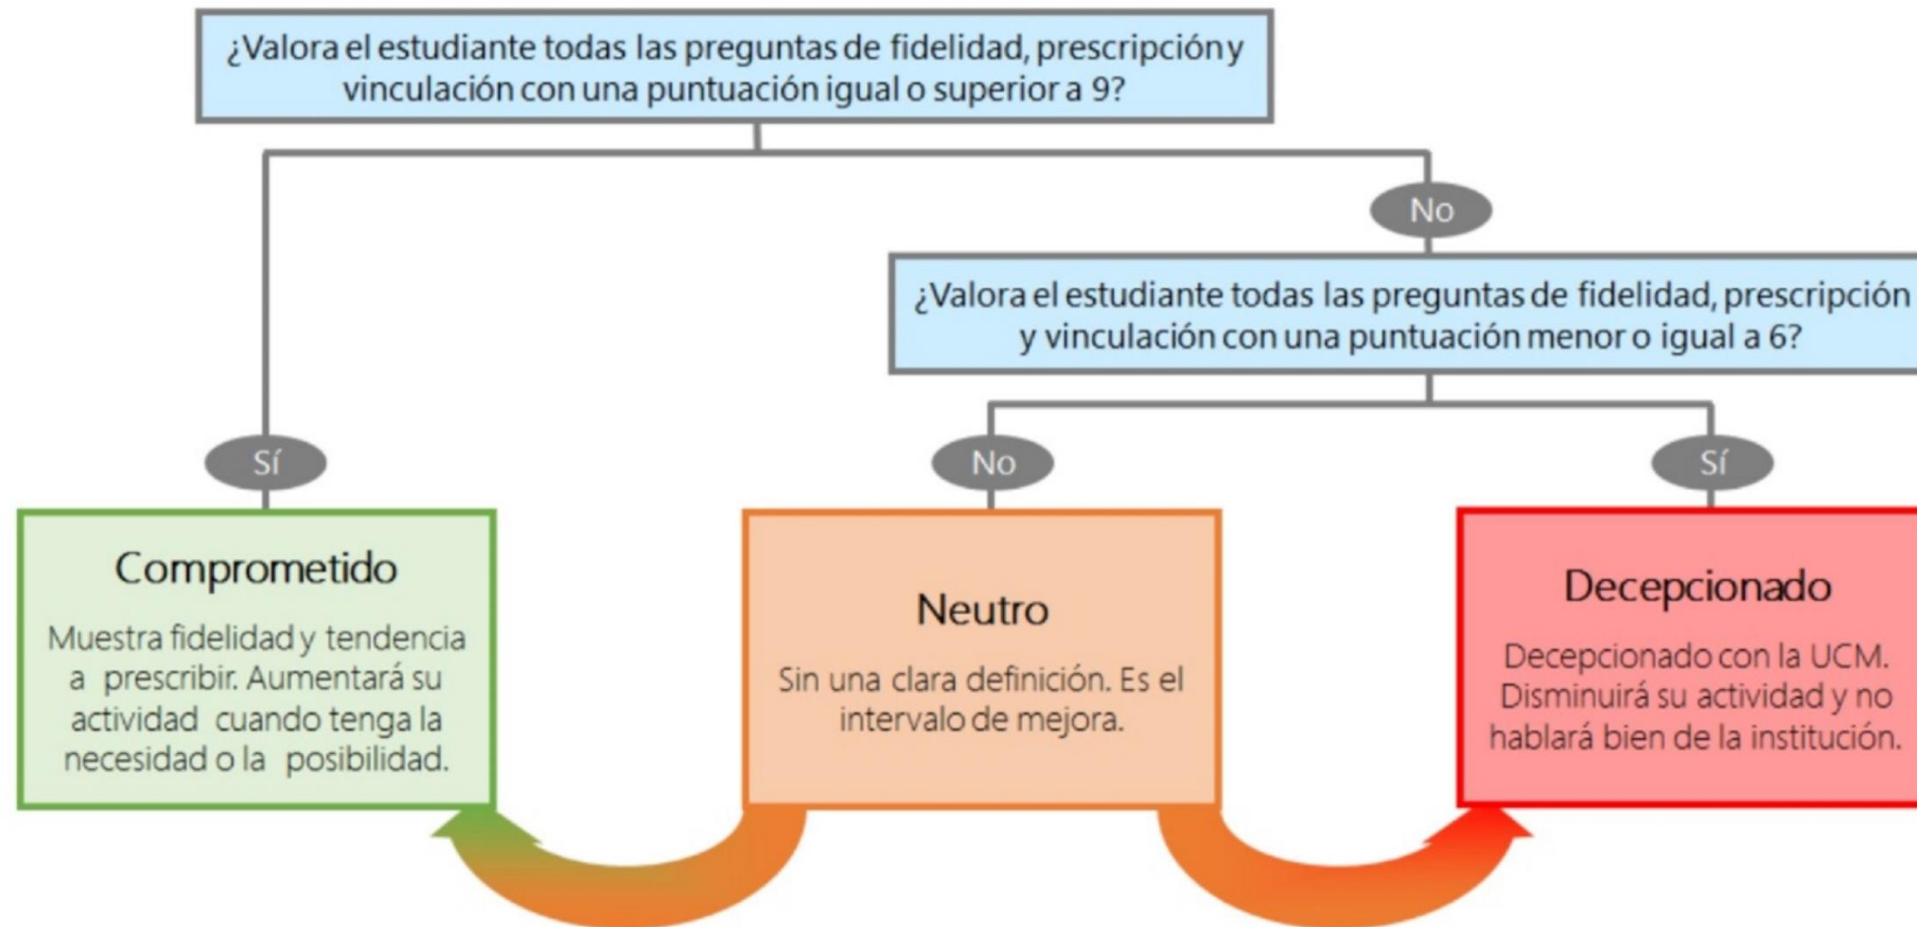 ¿Valora el estudiante todas las preguntas de fidelidad, prescripción y
vinculación con una puntuación igual o superior a 9?
No
¿Valora el estudiante todas las preguntas de fidelidad, prescripción
y vinculación con una puntuación menor o igual a 6?
Sí
No
Sí
Comprometido
Muestra fidelidad y tendencia
a prescribir. Aumentará su
actividad cuando tenga la
necesidad o la posibilidad.
Neutro
Sin una clara definición. Es el
intervalo de mejora.
Decepcionado
Decepcionado con la UCM.
Disminuirá su actividad y no
hablará bien de la institución.